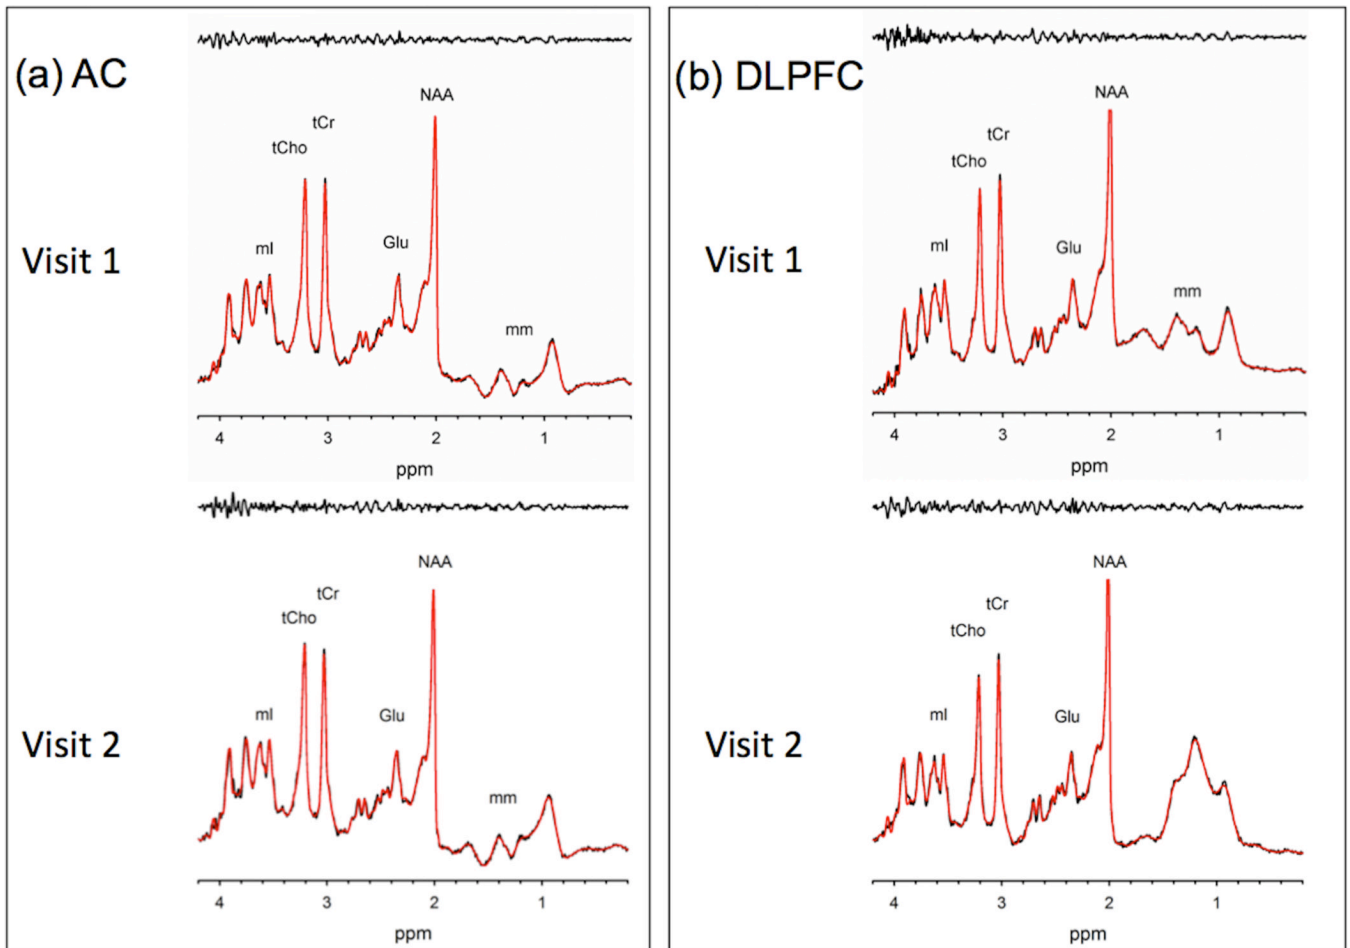 (a) AC
NAA
tCr
tCho
mI
Glu
Visit 1
mm
4 3 2 1
ppm
NAA
tCr
tCho
mI
Glu
Visit 2
mm
4 3 2 1
ppm
(b) DLPFC
NAA
tCr
tCho
mI
Glu
Visit 1
mm
4 3 2 1
ppm
NAA
tCr
tCho
mI
Glu
Visit 2
4 3 2 1
ppm